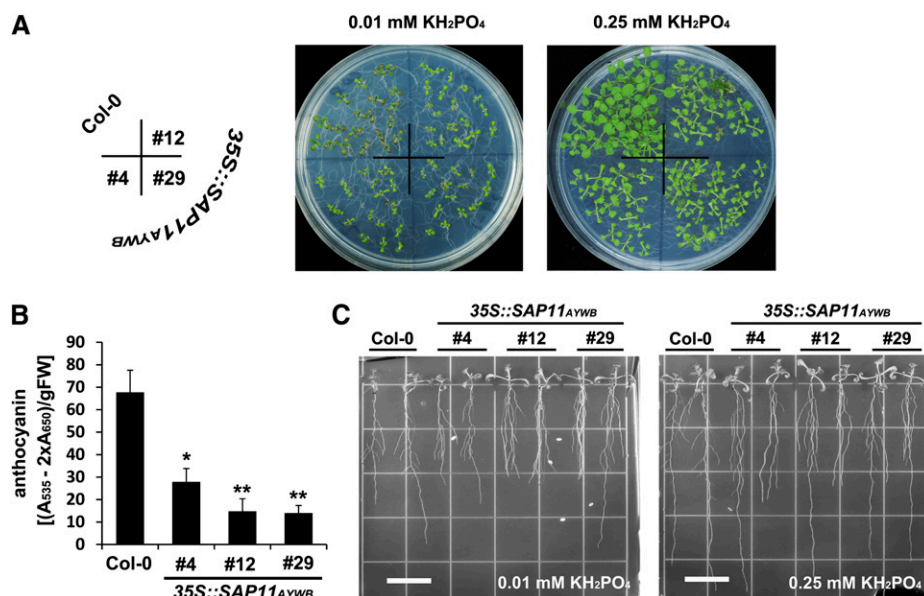 A
0.01 mM KH₂PO₄
0.25 mM KH₂PO₄
Col-0
#12
#4
#29
35S::SAP11AYWB
B
anthocyanin
[(A535 - 2xA650)/gFW]
90
80
70
60
50
40
30
20
10
0
*
**
**
Col-0
#4
#12
#29
35S::SAP11AYWB
C
35S::SAP11AYWB
Col-0
#4
#12
#29
0.01 mM KH₂PO₄
35S::SAP11AYWB
Col-0
#4
#12
#29
0.25 mM KH₂PO₄